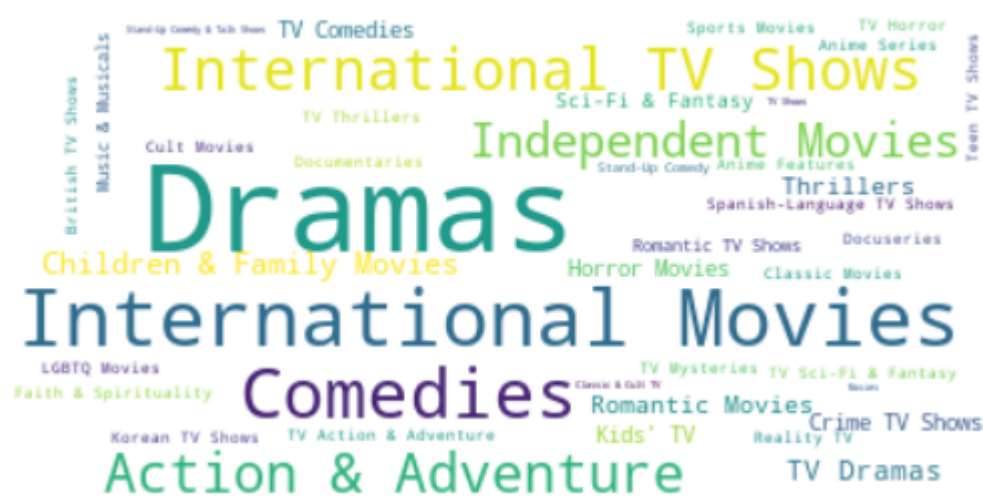 Stand-Up Comedy & Talk Shows
TV Comedies
Sports Movies
TV Horror
Anime Series
International TV Shows
Teen TV Shows
Music & Musicals
British TV Shows
Sci-Fi & Fantasy
TV Shows
TV Thrillers
Independent Movies
Cult Movies
Documentaries
Stand-Up Comedy
Anime Features
Dramas
Thrillers
Spanish-Language TV Shows
Romantic TV Shows
Docuseries
Children & Family Movies
Horror Movies
Classic Movies
International Movies
LGBTQ Movies
TV Mysteries
TV Sci-Fi & Fantasy
Faith & Spirituality
Comedies
Classic & Cult TV
Movies
Romantic Movies
Crime TV Shows
Korean TV Shows
TV Action & Adventure
Kids' TV
Reality TV
Action & Adventure
TV Dramas